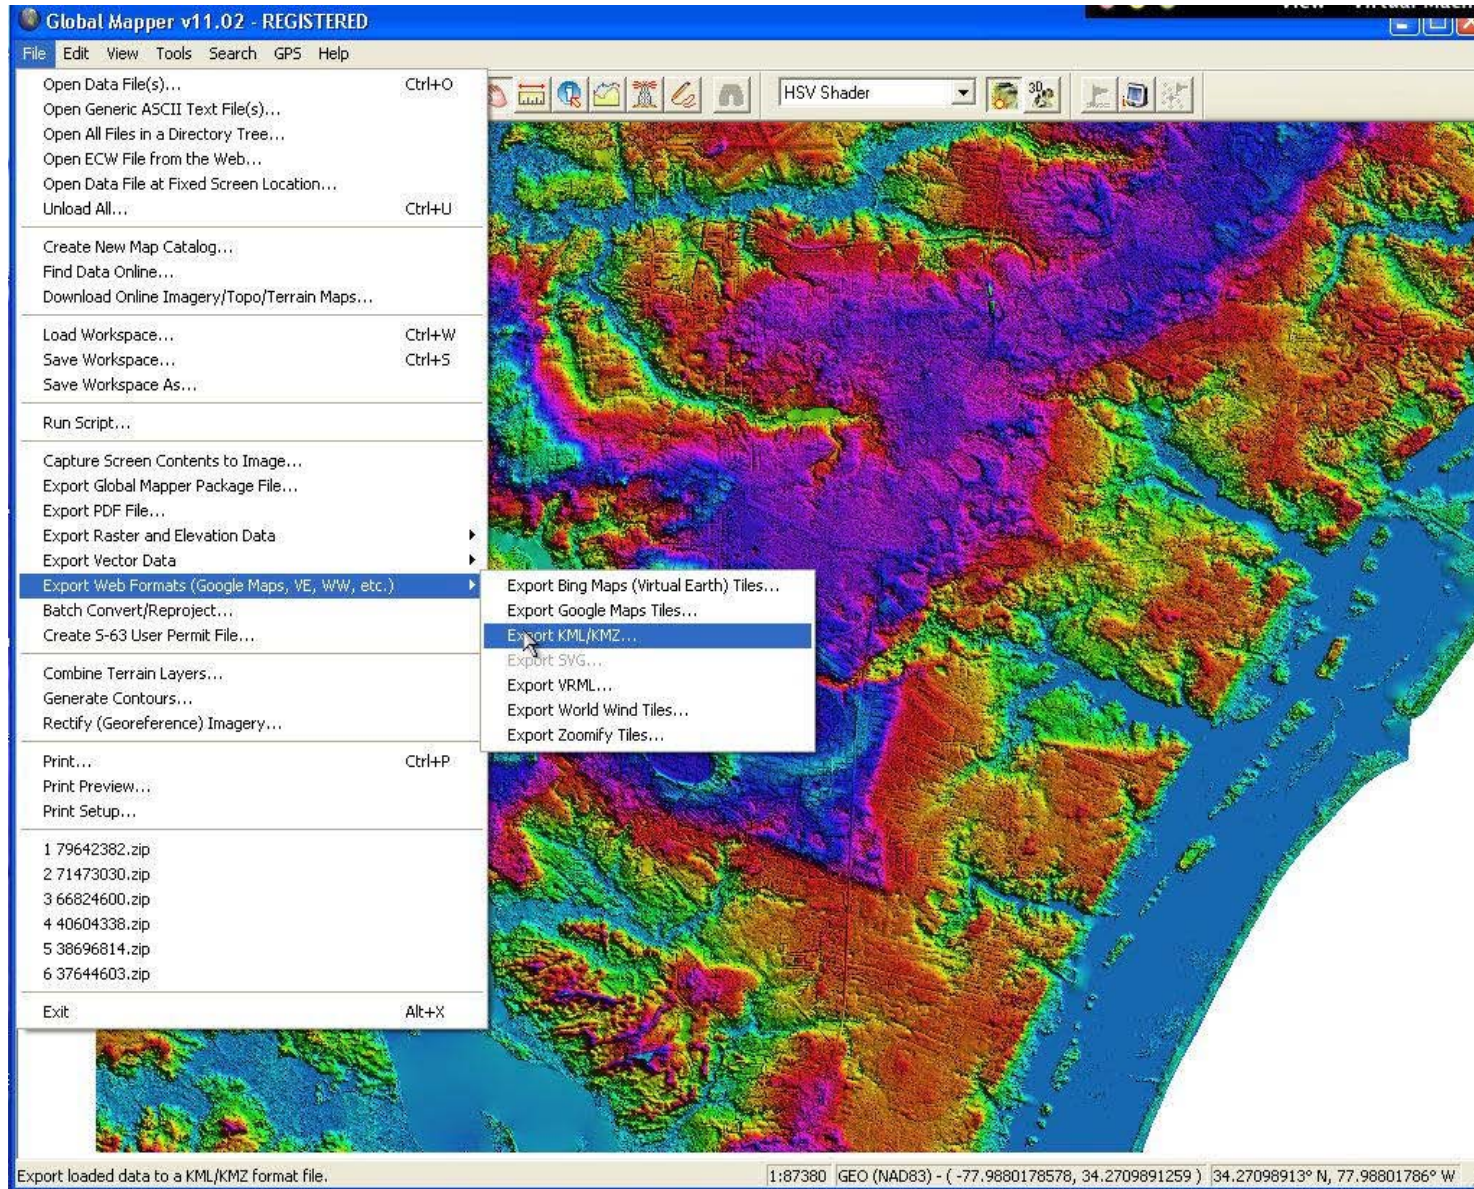 View Virtual Mach
Global Mapper v11.02 - REGISTERED
File Edit View Tools Search GPS Help
Open Data File(s)... Ctrl+O
Open Generic ASCII Text File(s)...
Open All Files in a Directory Tree...
Open ECW File from the Web...
Open Data File at Fixed Screen Location...
Unload All... Ctrl+U
HSV Shader
3D
Create New Map Catalog...
Find Data Online...
Download Online Imagery/Topo/Terrain Maps...
Load Workspace... Ctrl+W
Save Workspace... Ctrl+S
Save Workspace As...
Run Script...
Capture Screen Contents to Image...
Export Global Mapper Package File...
Export PDF File...
Export Raster and Elevation Data
Export Vector Data
Export Web Formats (Google Maps, VE, WW, etc.)
Batch Convert/Reproject...
Create S-63 User Permit File...
Combine Terrain Layers...
Generate Contours...
Rectify (Georeference) Imagery...
Print... Ctrl+P
Print Preview...
Print Setup...
1 79642382.zip
2 71473030.zip
3 66824600.zip
4 40604338.zip
5 38696814.zip
6 37644603.zip
Exit Alt+X
Export Bing Maps (Virtual Earth) Tiles...
Export Google Maps Tiles...
Export KML/KMZ...
Export SVG...
Export VRML...
Export World Wind Tiles...
Export Zoomify Tiles...
Export loaded data to a KML/KMZ format file.
1:87380 GEO (NAD83) - ( -77.9880178578, 34.2709891259 ) 34.27098913° N, 77.98801786° W